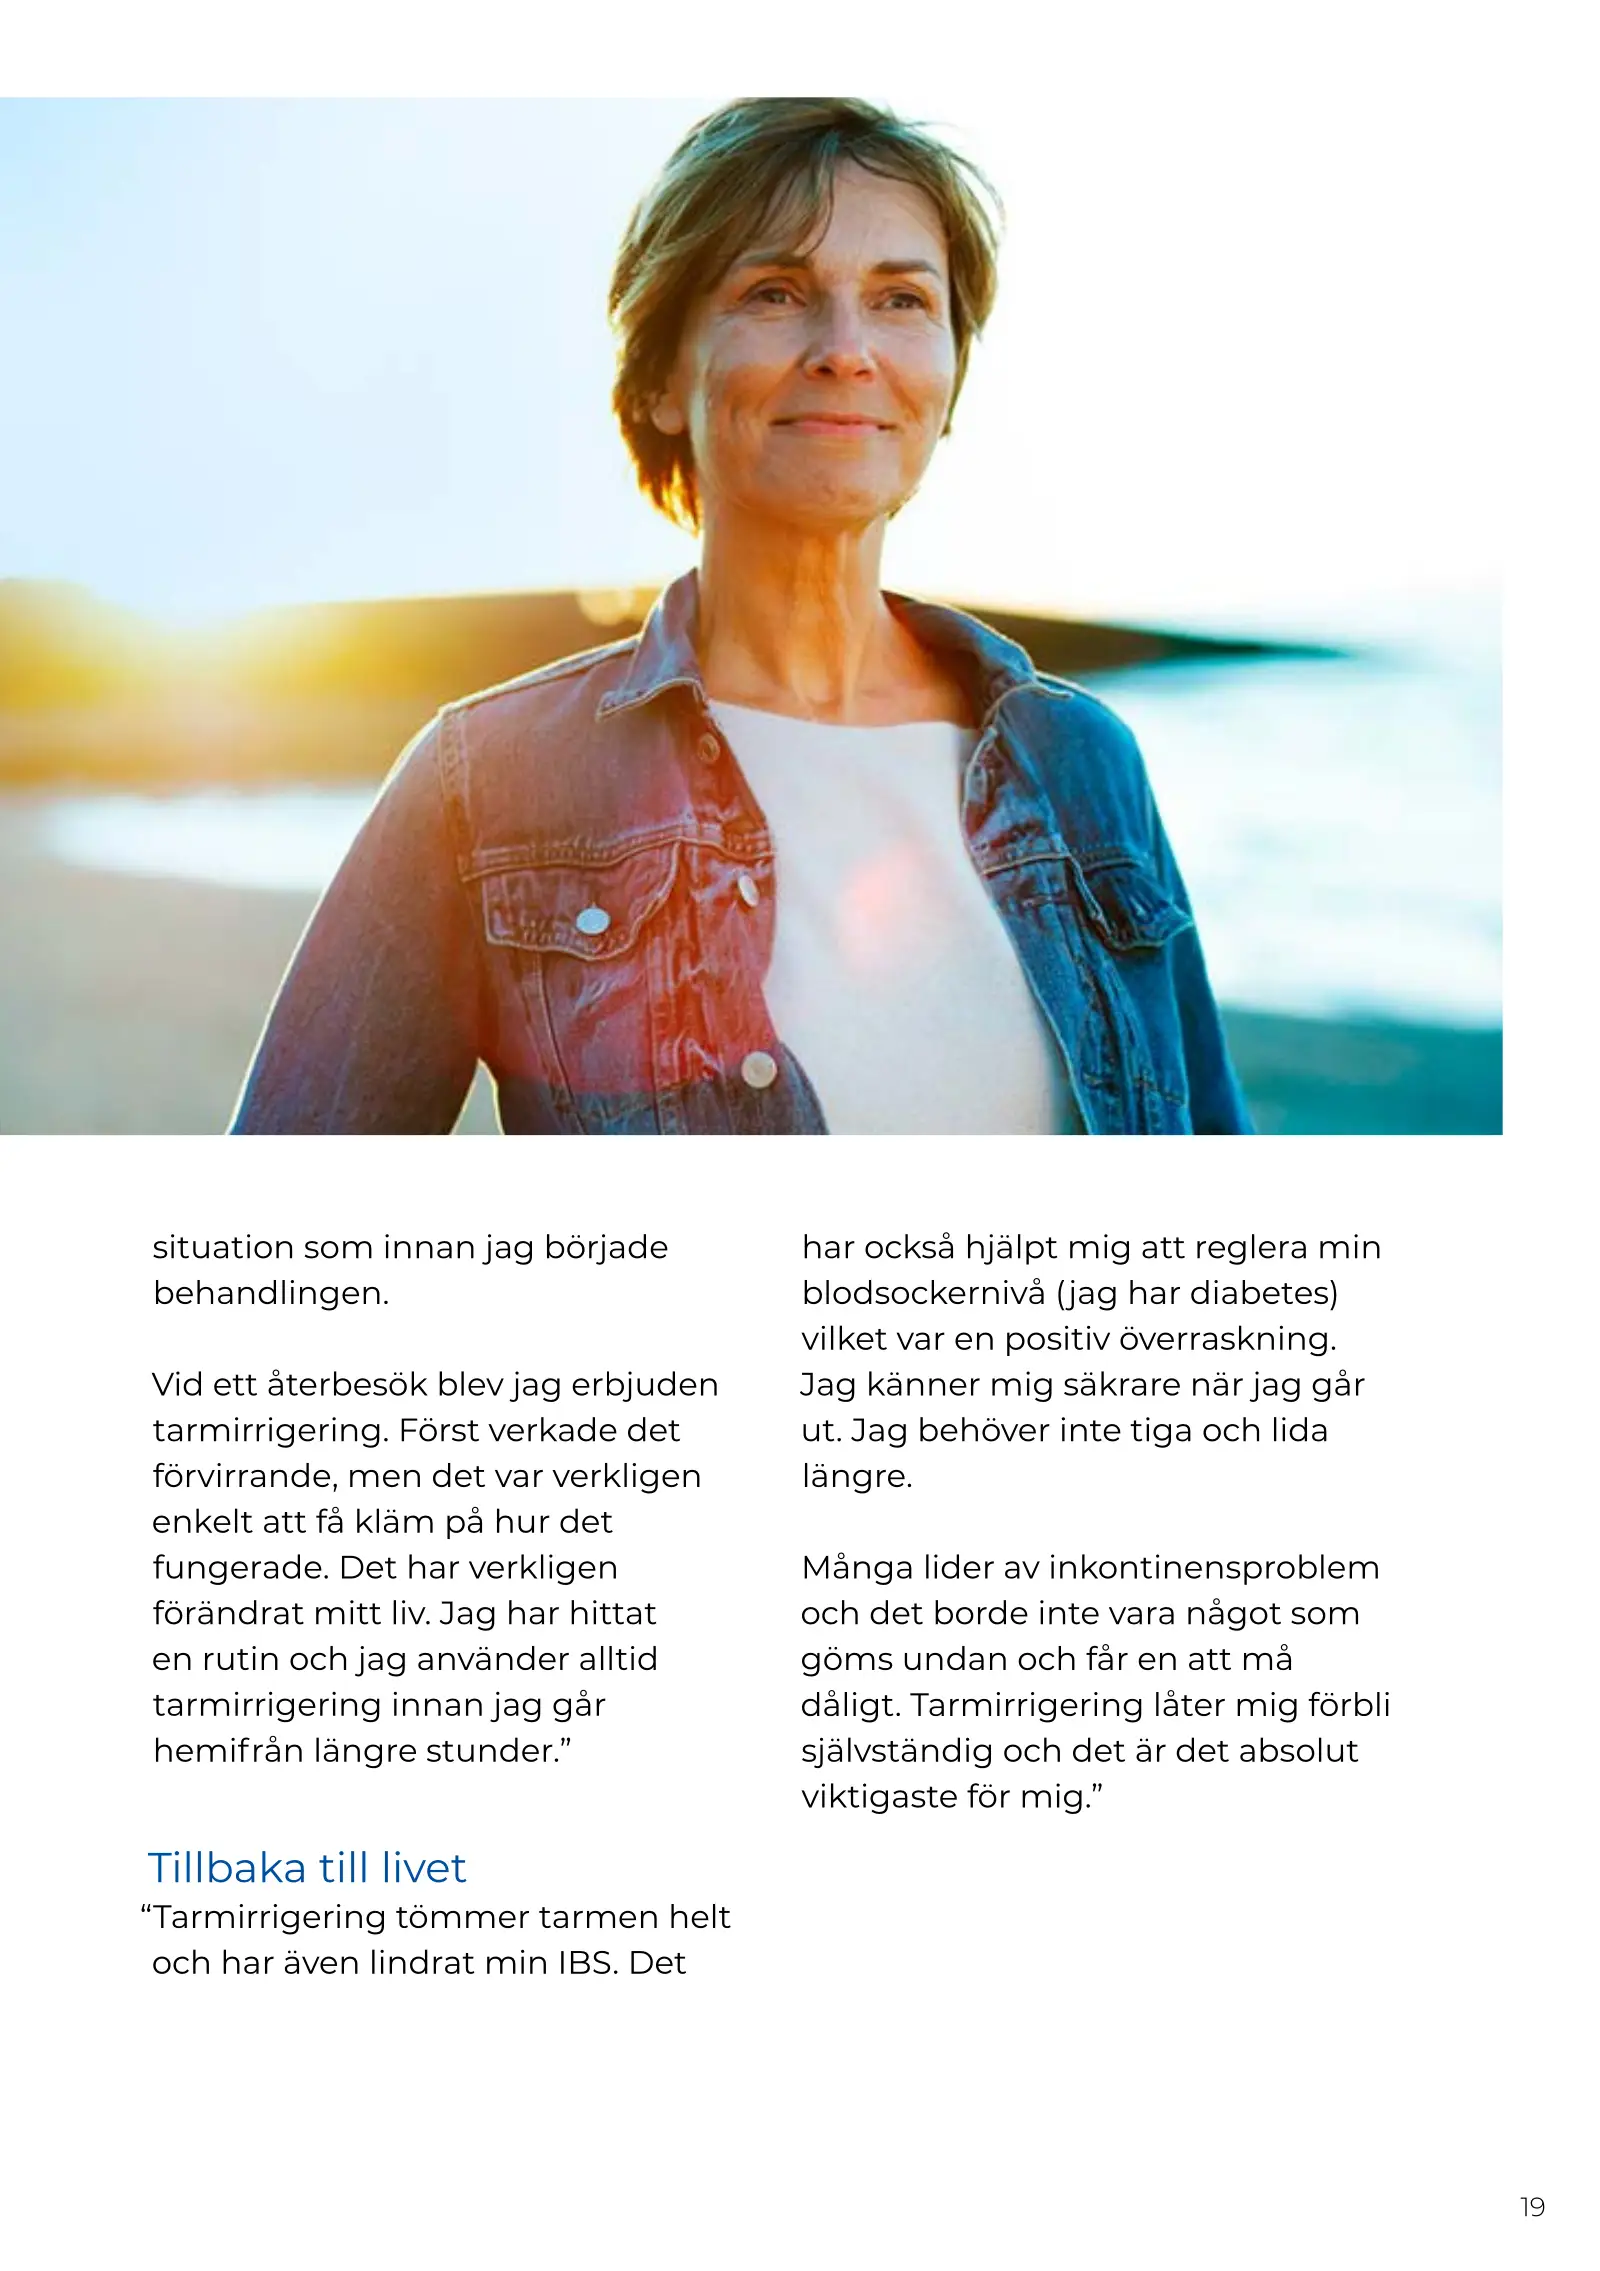 situation som innan jag började
behandlingen.
Vid ett återbesök blev jag erbjuden
tarmirrigering. Först verkade det
förvirrande, men det var verkligen
enkelt att få kläm på hur det
fungerade. Det har verkligen
förändrat mitt liv. Jag har hittat
en rutin och jag använder alltid
tarmirrigering innan jag går
hemifrån längre stunder.”
Tillbaka till livet
“Tarmirrigering tömmer tarmen helt
och har även lindrat min IBS. Det
har också hjälpt mig att reglera min
blodsockernivå (jag har diabetes)
vilket var en positiv överraskning.
Jag känner mig säkrare när jag går
ut. Jag behöver inte tiga och lida
längre.
Många lider av inkontinensproblem
och det borde inte vara något som
göms undan och får en att må
dåligt. Tarmirrigering låter mig förbli
självständig och det är det absolut
viktigaste för mig.”
19